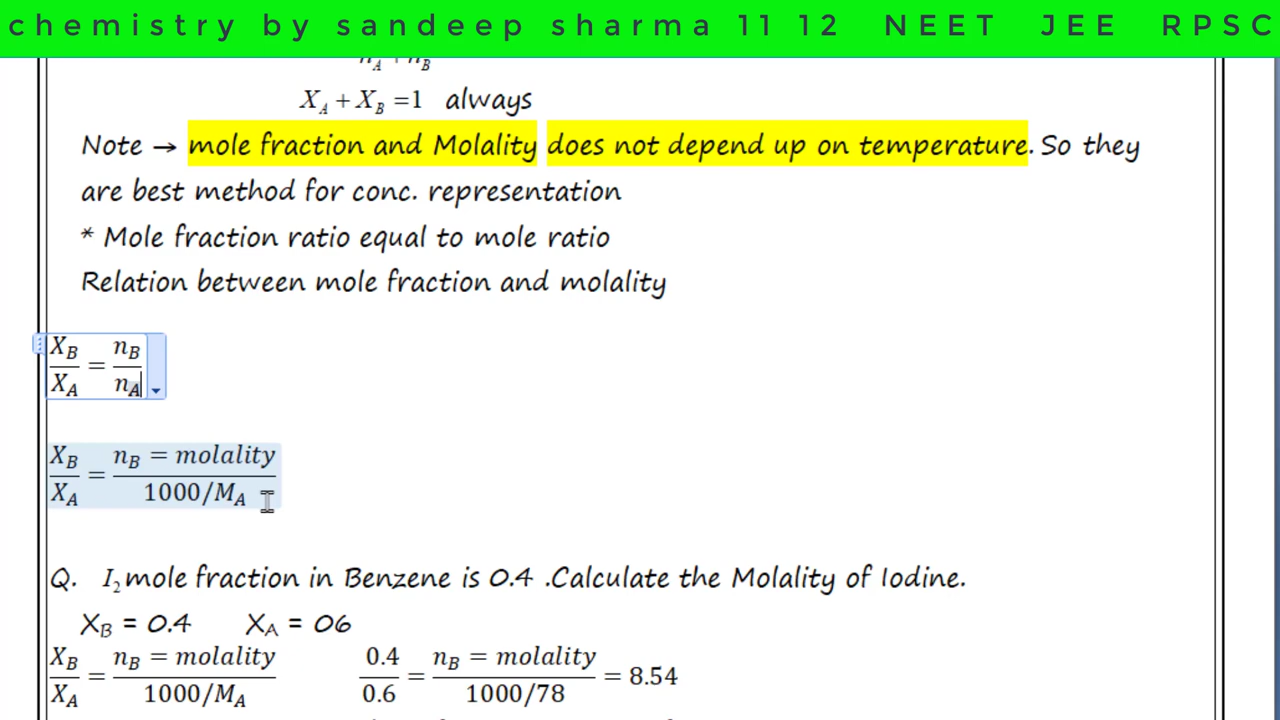 chemistry by sandeep sharma 11 12 NEET JEE RPSC
n_A + n_B
X_A + X_B = 1 always
Note → mole fraction and Molality does not depend up on temperature. So they
are best method for conc. representation
* Mole fraction ratio equal to mole ratio
Relation between mole fraction and molality
X_B/X_A = n_B/n_A
X_B/X_A = (n_B = molality)/(1000/M_A)
Q. I₂ mole fraction in Benzene is 0.4 .Calculate the Molality of Iodine.
X_B = 0.4 X_A = 06
X_B/X_A = (n_B = molality)/(1000/M_A) 0.4/0.6 = (n_B = molality)/(1000/78) = 8.54